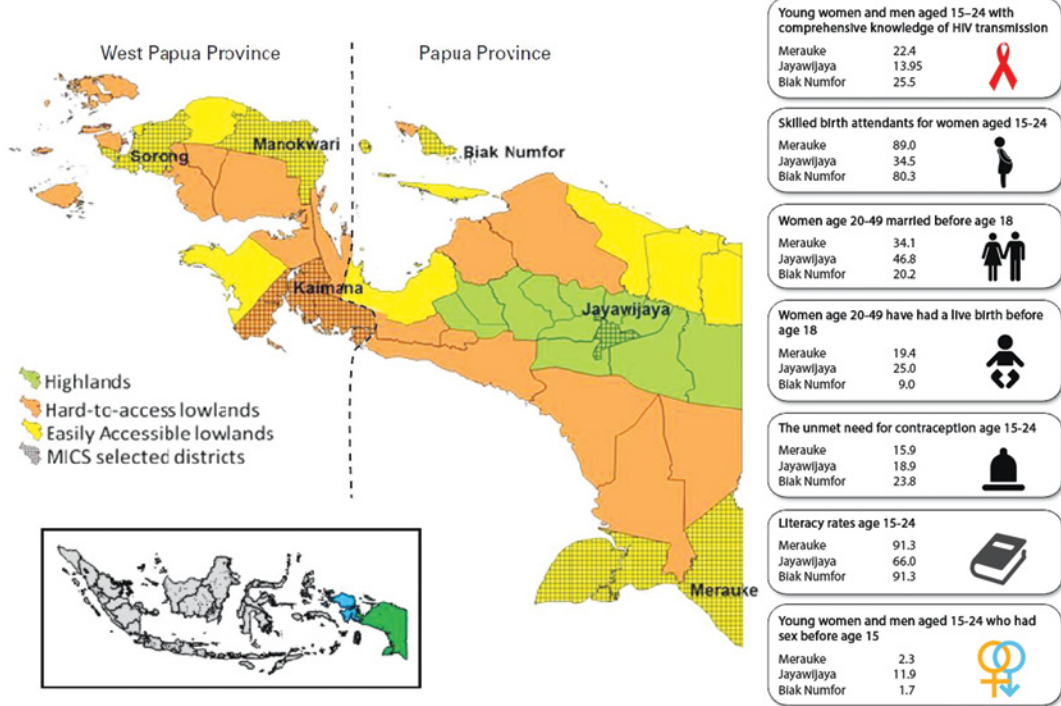 West Papua Province
Papua Province
Sorong
Manokwari
Biak Numfor
Kaimana
Jayawijaya
Merauke
Highlands
Hard-to-access lowlands
Easily Accessible lowlands
MICS selected districts
Young women and men aged 15–24 with
comprehensive knowledge of HIV transmission
Merauke 22.4
Jayawijaya 13.95
Biak Numfor 25.5
Skilled birth attendants for women aged 15-24
Merauke 89.0
Jayawijaya 34.5
Biak Numfor 80.3
Women age 20-49 married before age 18
Merauke 34.1
Jayawijaya 46.8
Biak Numfor 20.2
Women age 20-49 have had a live birth before
age 18
Merauke 19.4
Jayawijaya 25.0
Biak Numfor 9.0
The unmet need for contraception age 15-24
Merauke 15.9
Jayawijaya 18.9
Biak Numfor 23.8
Literacy rates age 15-24
Merauke 91.3
Jayawijaya 66.0
Biak Numfor 91.3
Young women and men aged 15-24 who had
sex before age 15
Merauke 2.3
Jayawijaya 11.9
Biak Numfor 1.7